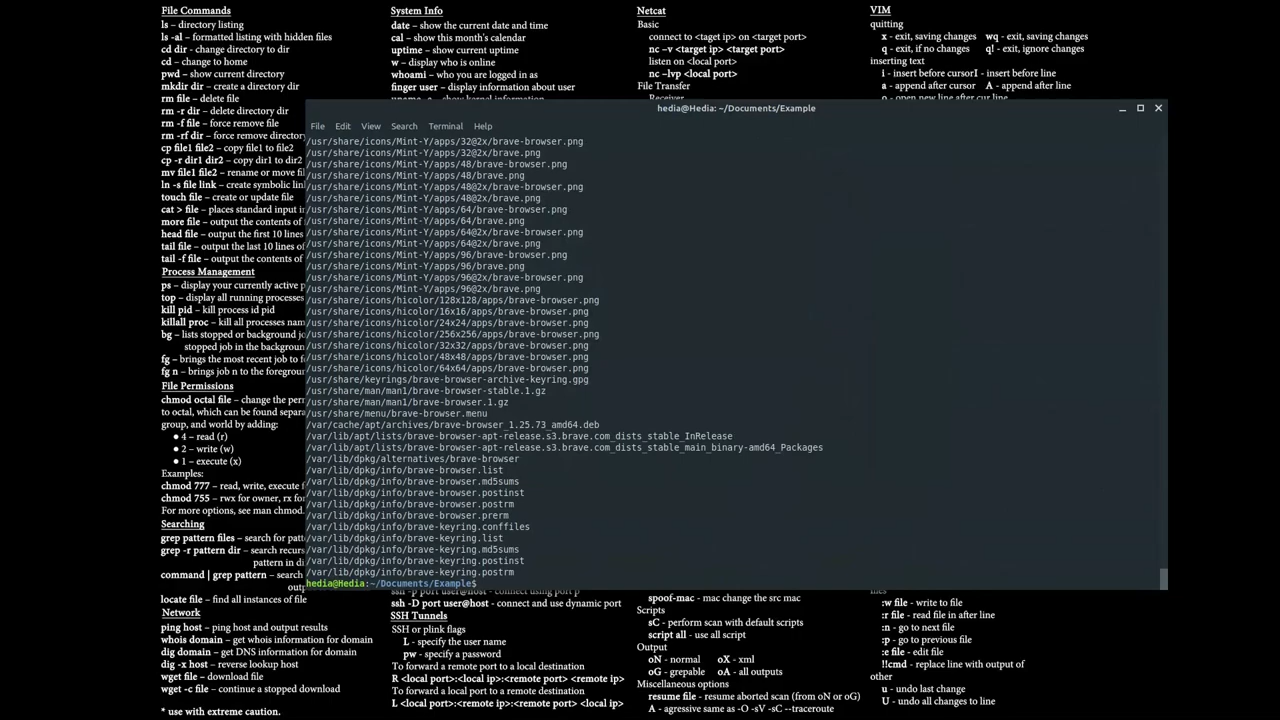 File Commands
ls – directory listing
ls -al – formatted listing with hidden files
cd dir - change directory to dir
cd – change to home
pwd – show current directory
mkdir dir – create a directory dir
rm file – delete file
rm -r dir – delete directory dir
rm -f file – force remove file
rm -rf dir – force remove directory
cp file1 file2 – copy file1 to file2
cp -r dir1 dir2 – copy dir1 to dir2
mv file1 file2 – rename or move fil
ln -s file link – create symbolic lin
touch file – create or update file
cat > file – places standard input in
more file – output the contents of
head file – output the first 10 lines
tail file – output the last 10 lines of
tail -f file – output the contents of
Process Management
ps – display your currently active p
top – display all running processes
kill pid – kill process id pid
killall proc – kill all processes nam
bg – lists stopped or background jo
stopped job in the backgroun
fg – brings the most recent job to f
fg n – brings job n to the foregroun
File Permissions
chmod octal file – change the perm
to octal, which can be found separa
group, and world by adding:
● 4 – read (r)
● 2 – write (w)
● 1 – execute (x)
Examples:
chmod 777 – read, write, execute f
chmod 755 – rwx for owner, rx for
For more options, see man chmod.
Searching
grep pattern files – search for patt
grep -r pattern dir – search recurs
pattern in di
command | grep pattern – search
outp
locate file – find all instances of file
Network
ping host – ping host and output results
whois domain – get whois information for domain
dig domain – get DNS information for domain
dig -x host – reverse lookup host
wget file – download file
wget -c file – continue a stopped download
* use with extreme caution.
System Info
date – show the current date and time
cal – show this month's calendar
uptime – show current uptime
w – display who is online
whoami – who you are logged in as
finger user – display information about user
uname -a – show kernel information
Netcat
Basic
connect to <taget ip> on <target port>
nc –v <target ip> <target port>
listen on <local port>
nc –lvp <local port>
File Transfer
Receiver
VIM
quitting
x - exit, saving changes wq - exit, saving changes
q - exit, if no changes q! - exit, ignore changes
inserting text
i - insert before cursor I - insert before line
a - append after cursor A - append after line
o - open new line after cur line
hedia@Hedia: ~/Documents/Example
File Edit View Search Terminal Help
/usr/share/icons/Mint-Y/apps/32@2x/brave-browser.png
/usr/share/icons/Mint-Y/apps/32@2x/brave.png
/usr/share/icons/Mint-Y/apps/48/brave-browser.png
/usr/share/icons/Mint-Y/apps/48/brave.png
/usr/share/icons/Mint-Y/apps/48@2x/brave-browser.png
/usr/share/icons/Mint-Y/apps/48@2x/brave.png
/usr/share/icons/Mint-Y/apps/64/brave-browser.png
/usr/share/icons/Mint-Y/apps/64/brave.png
/usr/share/icons/Mint-Y/apps/64@2x/brave-browser.png
/usr/share/icons/Mint-Y/apps/64@2x/brave.png
/usr/share/icons/Mint-Y/apps/96/brave-browser.png
/usr/share/icons/Mint-Y/apps/96/brave.png
/usr/share/icons/Mint-Y/apps/96@2x/brave-browser.png
/usr/share/icons/Mint-Y/apps/96@2x/brave.png
/usr/share/icons/hicolor/128x128/apps/brave-browser.png
/usr/share/icons/hicolor/16x16/apps/brave-browser.png
/usr/share/icons/hicolor/24x24/apps/brave-browser.png
/usr/share/icons/hicolor/256x256/apps/brave-browser.png
/usr/share/icons/hicolor/32x32/apps/brave-browser.png
/usr/share/icons/hicolor/48x48/apps/brave-browser.png
/usr/share/icons/hicolor/64x64/apps/brave-browser.png
/usr/share/keyrings/brave-browser-archive-keyring.gpg
/usr/share/man/man1/brave-browser-stable.1.gz
/usr/share/man/man1/brave-browser.1.gz
/usr/share/menu/brave-browser.menu
/var/cache/apt/archives/brave-browser_1.25.73_amd64.deb
/var/lib/apt/lists/brave-browser-apt-release.s3.brave.com_dists_stable_InRelease
/var/lib/apt/lists/brave-browser-apt-release.s3.brave.com_dists_stable_main_binary-amd64_Packages
/var/lib/dpkg/alternatives/brave-browser
/var/lib/dpkg/info/brave-browser.list
/var/lib/dpkg/info/brave-browser.md5sums
/var/lib/dpkg/info/brave-browser.postinst
/var/lib/dpkg/info/brave-browser.postrm
/var/lib/dpkg/info/brave-browser.prerm
/var/lib/dpkg/info/brave-keyring.conffiles
/var/lib/dpkg/info/brave-keyring.list
/var/lib/dpkg/info/brave-keyring.md5sums
/var/lib/dpkg/info/brave-keyring.postinst
/var/lib/dpkg/info/brave-keyring.postrm
hedia@Hedia:~/Documents/Example$
ssh -p port user@host - connect using port p
ssh -D port user@host - connect and use dynamic port
SSH Tunnels
SSH or plink flags
L - specify the user name
pw - specify a password
To forward a remote port to a local destination
R <local port>:<local ip>:<remote port> <remote ip>
To forward a local port to a remote destination
L <local port>:<remote ip>:<remote port> <local ip>
spoof-mac - mac change the src mac
Scripts
sC - perform scan with default scripts
script all - use all script
Output
oN - normal oX - xml
oG - grepable oA - all outputs
Miscellaneous options
resume file - resume aborted scan (from oN or oG)
A - agressive same as -O -sV -sC --traceroute
files
:w file - write to file
:r file - read file in after line
:n - go to next file
:p - go to previous file
:e file - edit file
!!cmd - replace line with output of
other
u - undo last change
U - undo all changes to line